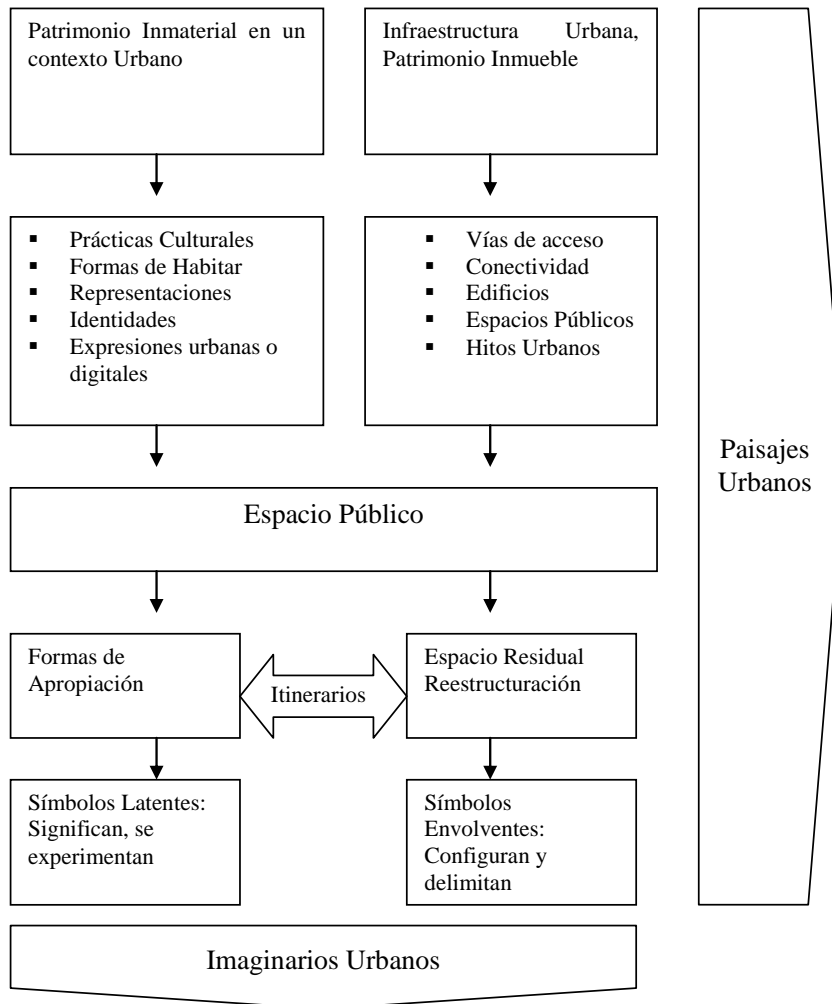 Patrimonio Inmaterial en un
contexto Urbano
Infraestructura Urbana,
Patrimonio Inmueble
▪ Prácticas Culturales
▪ Formas de Habitar
▪ Representaciones
▪ Identidades
▪ Expresiones urbanas o
digitales
▪ Vías de acceso
▪ Conectividad
▪ Edificios
▪ Espacios Públicos
▪ Hitos Urbanos
Paisajes
Urbanos
Espacio Público
Formas de
Apropiación
Itinerarios
Espacio Residual
Reestructuración
Símbolos Latentes:
Significan, se
experimentan
Símbolos
Envolventes:
Configuran y
delimitan
Imaginarios Urbanos